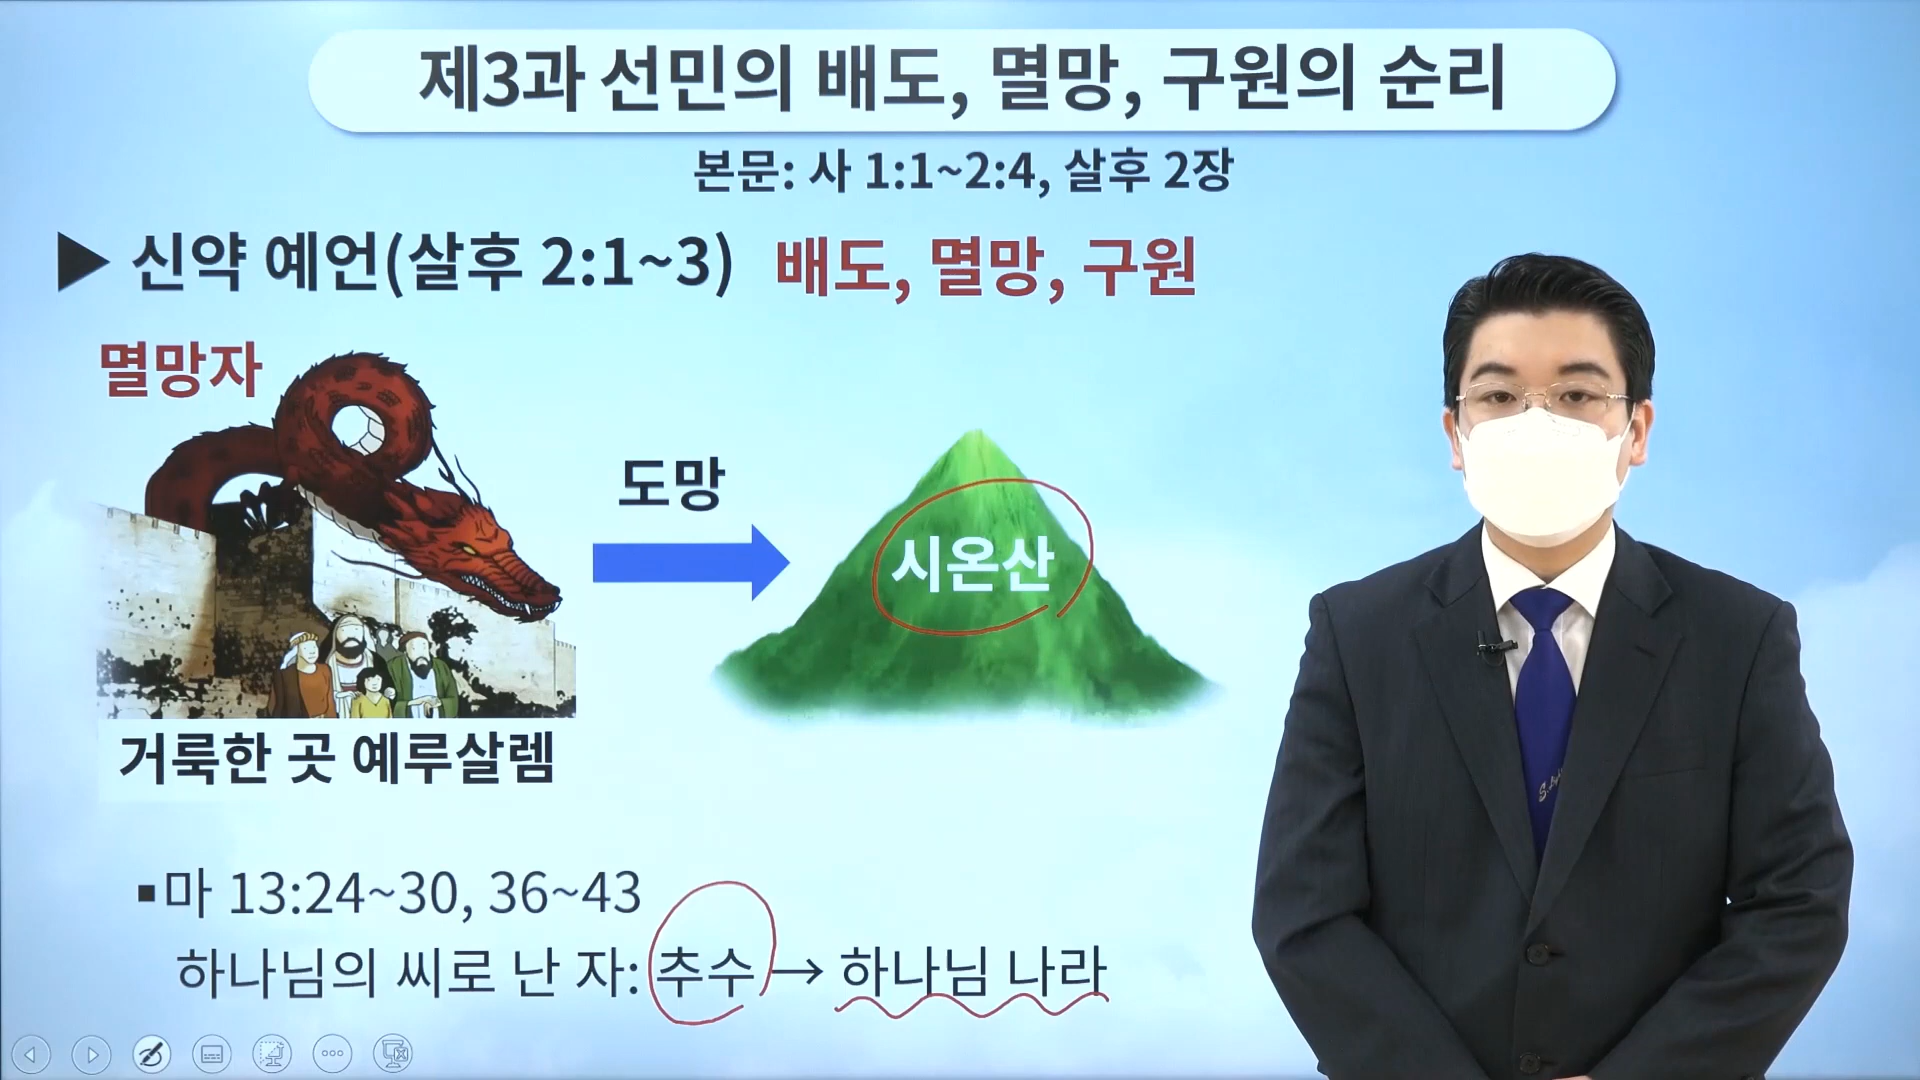 제3과 선민의 배도, 멸망, 구원의 순리
본문: 사 1:1~2:4, 살후 2장
▶ 신약 예언(살후 2:1~3) 배도, 멸망, 구원
멸망자
도망
시온산
거룩한 곳 예루살렘
▪마 13:24~30, 36~43
하나님의 씨로 난 자: 추수→ 하나님 나라